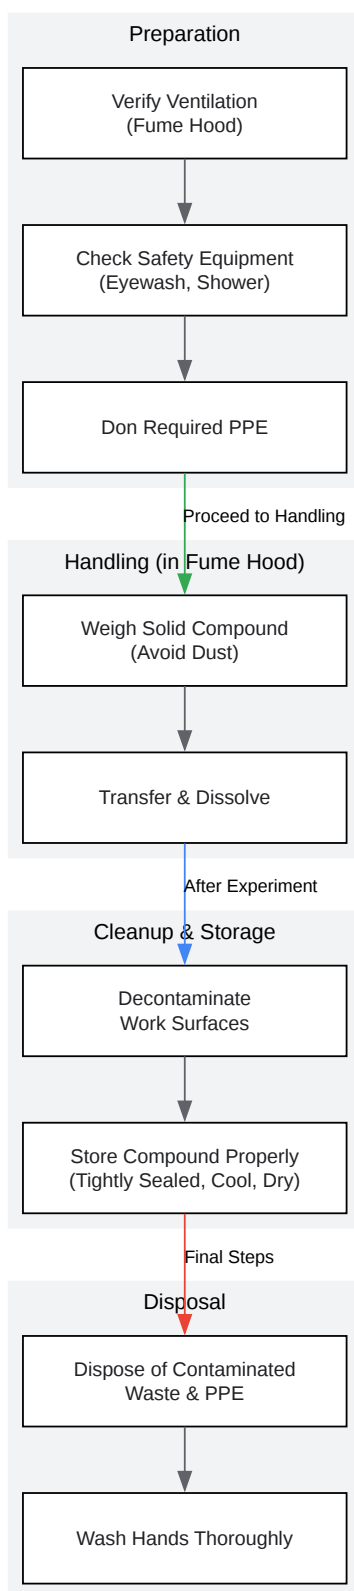 Preparation
Verify Ventilation
(Fume Hood)
Check Safety Equipment
(Eyewash, Shower)
Don Required PPE
Proceed to Handling
Handling (in Fume Hood)
Weigh Solid Compound
(Avoid Dust)
Transfer & Dissolve
After Experiment
Cleanup & Storage
Decontaminate
Work Surfaces
Store Compound Properly
(Tightly Sealed, Cool, Dry)
Final Steps
Disposal
Dispose of Contaminated
Waste & PPE
Wash Hands Thoroughly